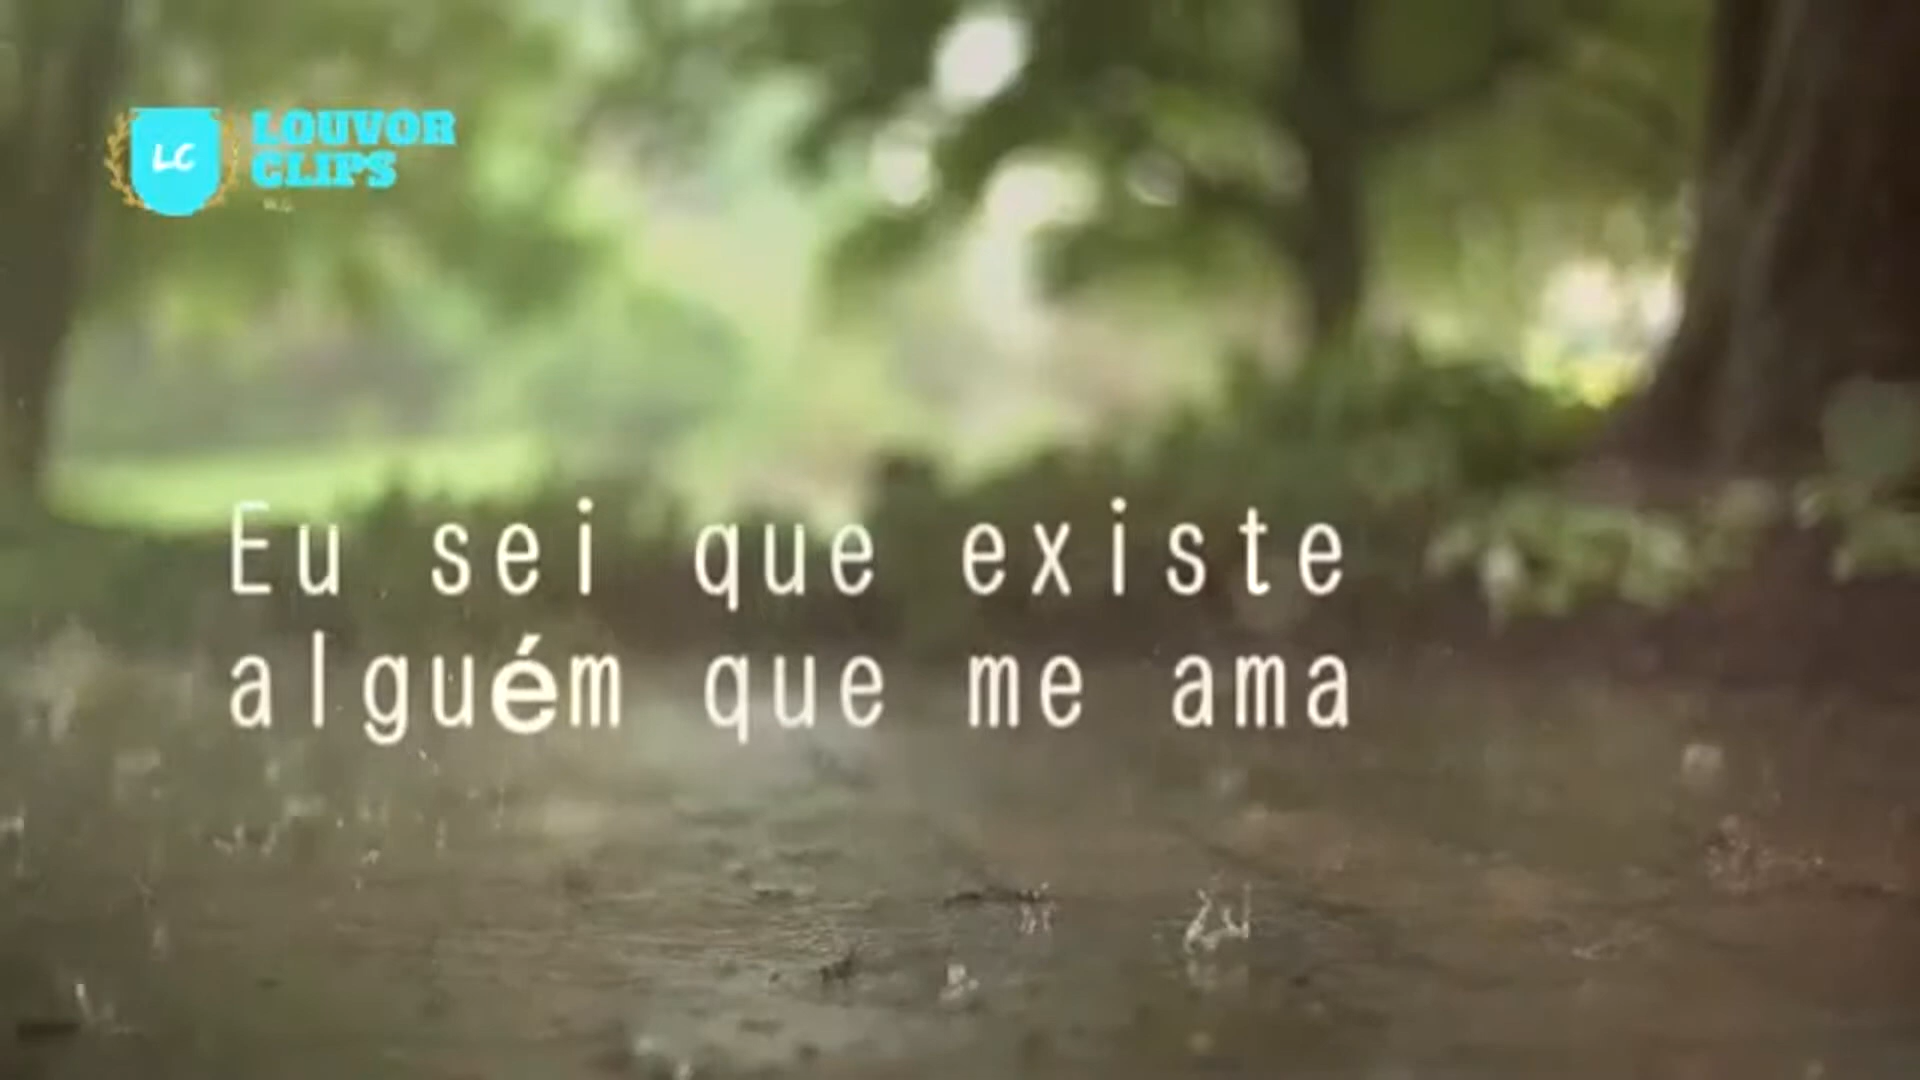 LC
LOUVOR
CLIPS
Eu sei que existe
alguém que me ama